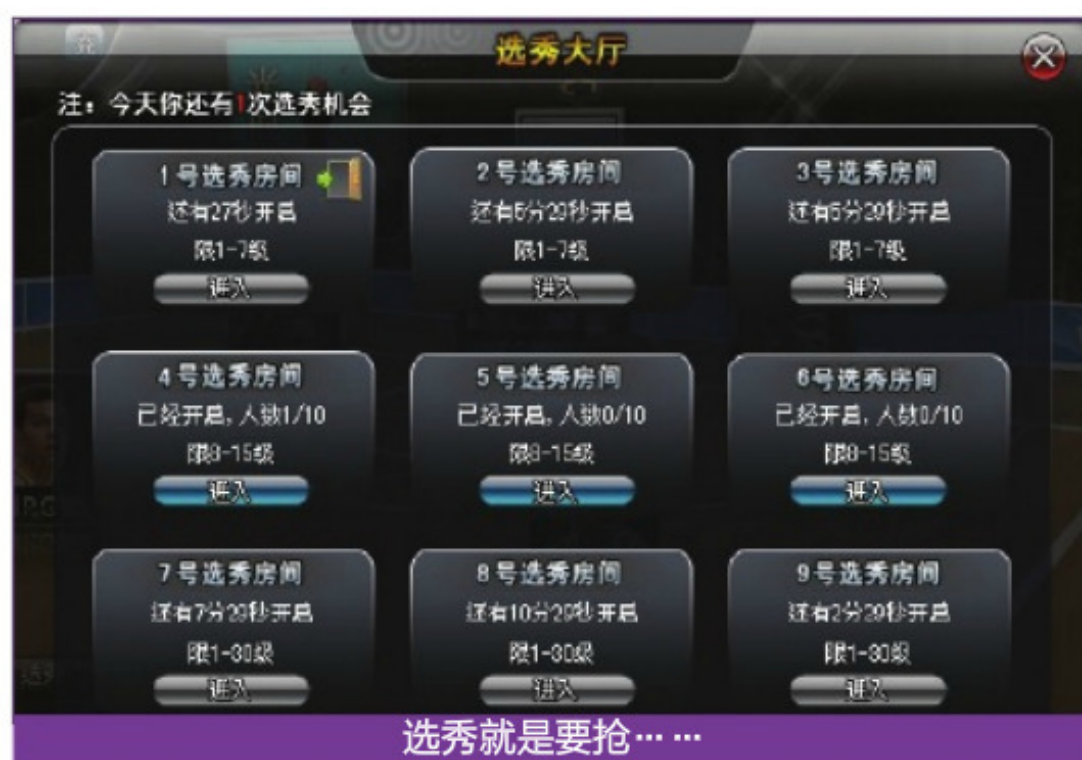 选秀大厅
注：今天你还有1次选秀机会
1号选秀房间
还有27秒开启
限1-7级
进入
2号选秀房间
还有5分29秒开启
限1-7级
进入
3号选秀房间
还有5分29秒开启
限1-7级
进入
4号选秀房间
已经开启，人数1/10
限8-15级
进入
5号选秀房间
已经开启，人数0/10
限8-15级
进入
6号选秀房间
已经开启，人数0/10
限8-15级
进入
7号选秀房间
还有7分29秒开启
限1-30级
进入
8号选秀房间
还有10分29秒开启
限1-30级
进入
9号选秀房间
还有2分29秒开启
限1-30级
进入
选秀就是要抢……